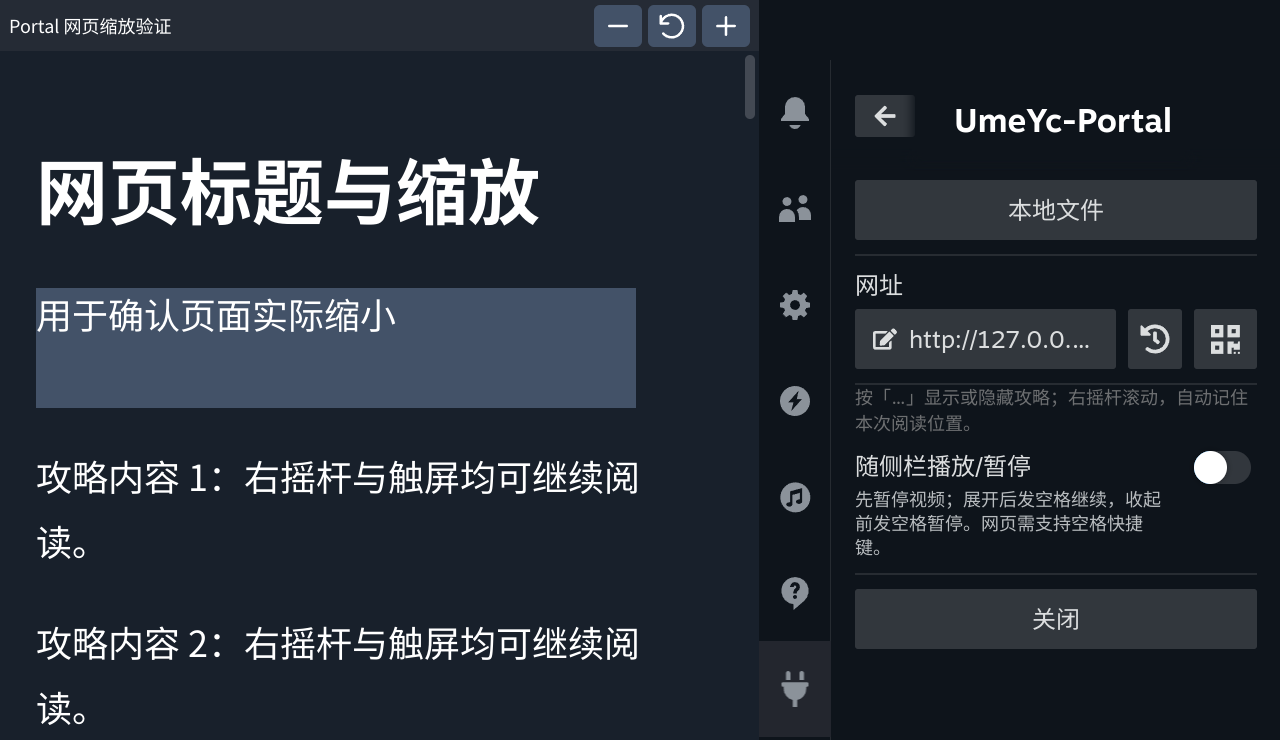 Portal 网页缩放验证
网页标题与缩放
用于确认页面实际缩小
攻略内容 1：右摇杆与触屏均可继续阅
读。
攻略内容 2：右摇杆与触屏均可继续阅
读。
UmeYc-Portal
本地文件
网址
http://127.0.0....
按「...」显示或隐藏攻略；右摇杆滚动，自动记住
本次阅读位置。
随侧栏播放/暂停
先暂停视频；展开后发空格继续，收起
前发空格暂停。网页需支持空格快捷
键。
关闭